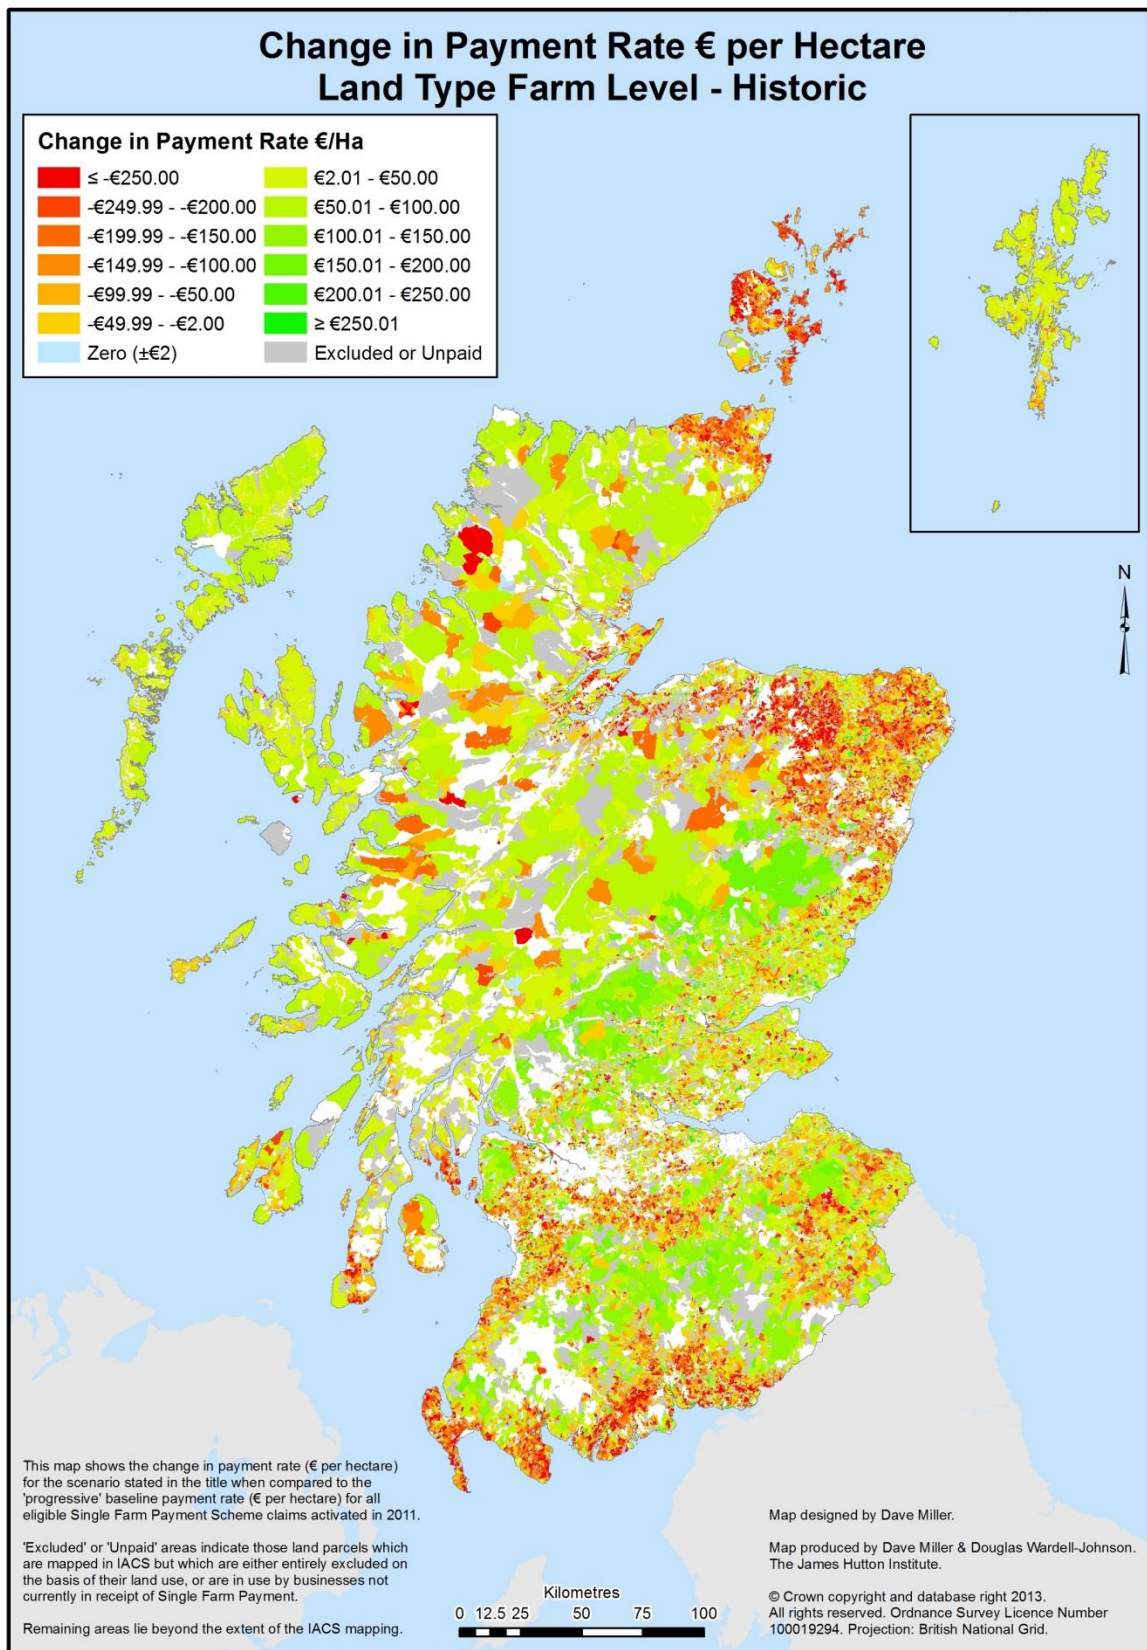 Change in Payment Rate € per Hectare
Land Type Farm Level - Historic
Change in Payment Rate €/Ha
≤ -€250.00
-€249.99 - -€200.00
-€199.99 - -€150.00
-€149.99 - -€100.00
-€99.99 - -€50.00
-€49.99 - -€2.00
Zero (±€2)
€2.01 - €50.00
€50.01 - €100.00
€100.01 - €150.00
€150.01 - €200.00
€200.01 - €250.00
≥ €250.01
Excluded or Unpaid
N
This map shows the change in payment rate (€ per hectare)
for the scenario stated in the title when compared to the
'progressive' baseline payment rate (€ per hectare) for all
eligible Single Farm Payment Scheme claims activated in 2011.
'Excluded' or 'Unpaid' areas indicate those land parcels which
are mapped in IACS but which are either entirely excluded on
the basis of their land use, or are in use by businesses not
currently in receipt of Single Farm Payment.
Remaining areas lie beyond the extent of the IACS mapping.
Kilometres
0 12.5 25 50 75 100
Map designed by Dave Miller.
Map produced by Dave Miller & Douglas Wardell-Johnson.
The James Hutton Institute.
© Crown copyright and database right 2013.
All rights reserved. Ordnance Survey Licence Number
100019294. Projection: British National Grid.